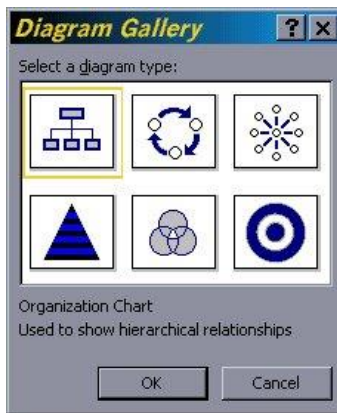 Diagram Gallery
Select a diagram type:
Organization Chart
Used to show hierarchical relationships
OK Cancel